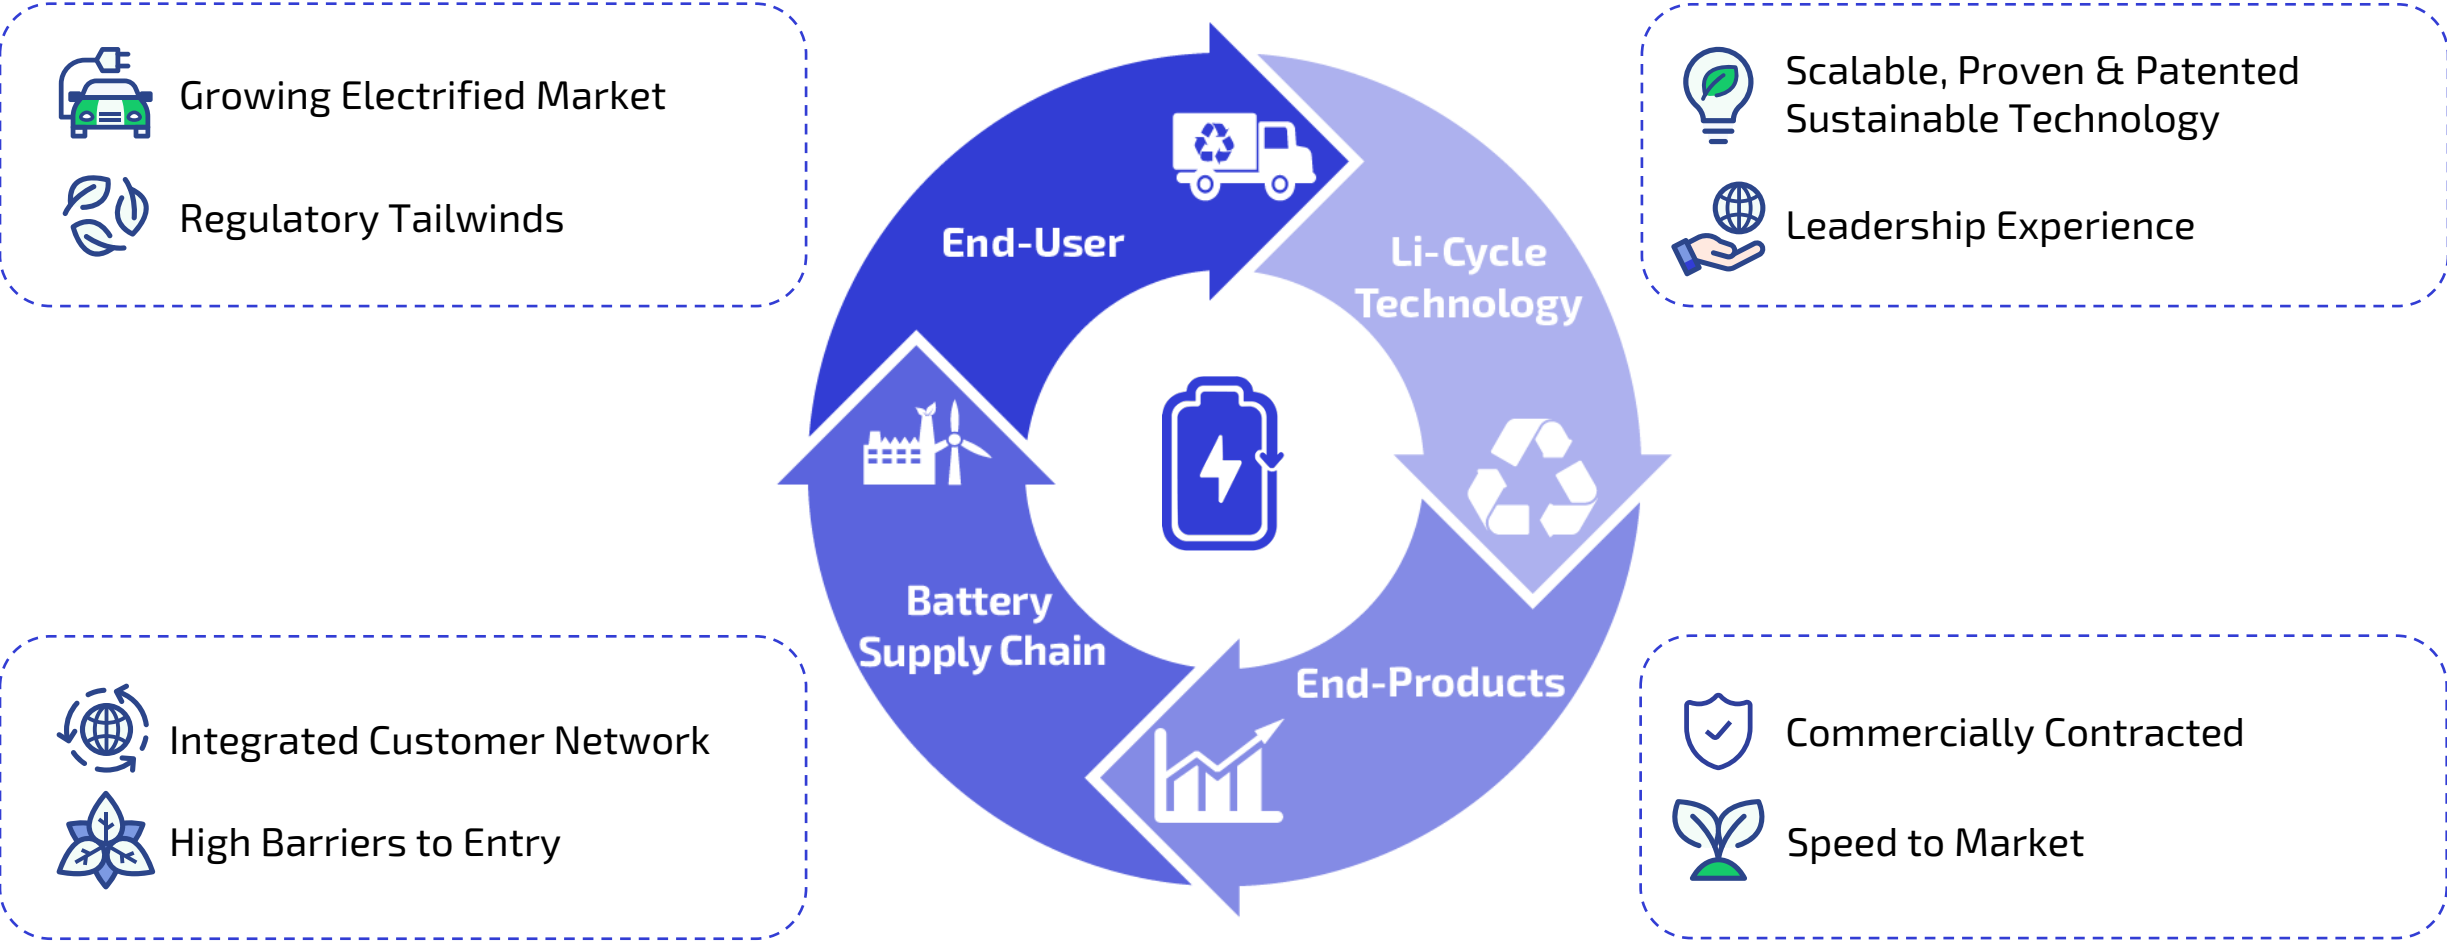 Growing Electrified Market
Regulatory Tailwinds
Scalable, Proven & Patented
Sustainable Technology
Leadership Experience
End-User
Li-Cycle
Technology
Battery
Supply Chain
End-Products
Integrated Customer Network
High Barriers to Entry
Commercially Contracted
Speed to Market